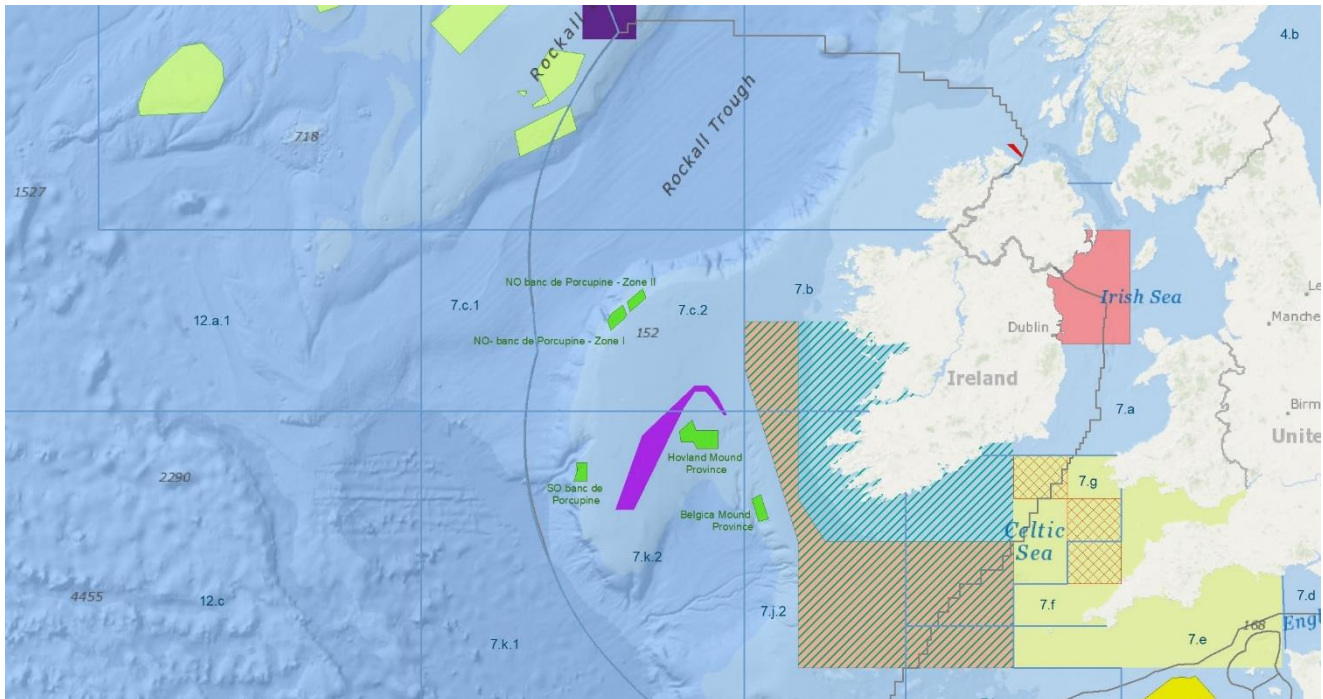 4.b
Rockall
Rockall Trough
718
1527
NO banc de Porcupine - Zone II
7.c.1
7.c.2
7.b
12.a.1
Irish Sea
NO- banc de Porcupine - Zone I
152
Dublin
Manche
Ireland
7.a
Birm
Unite
Hovland Mound
Province
2290
SO banc de
Porcupine
7.g
Belgica Mound
Province
Celtic
Sea
7.k.2
4455
12.c
7.j.2
7.f
7.d
168
Engl
7.e
7.k.1